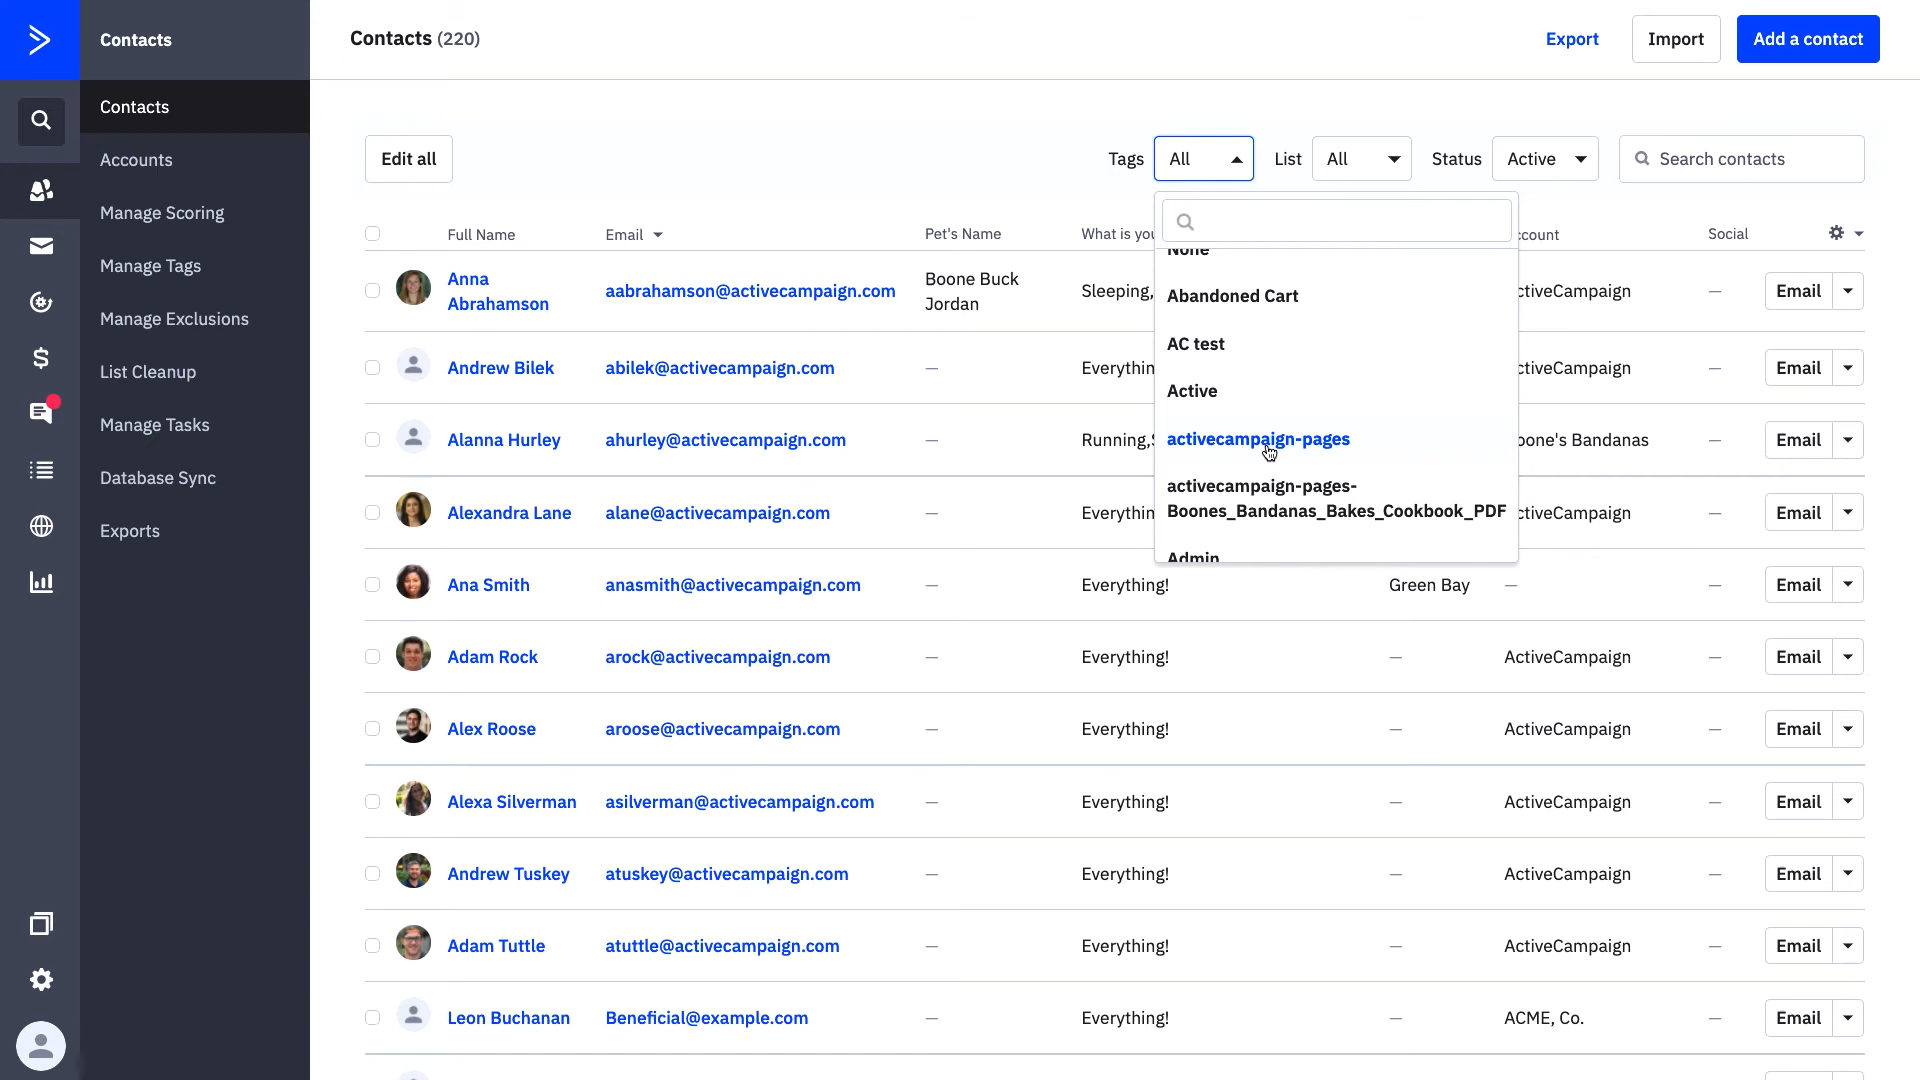 Contacts
Contacts (220)
Export
Import
Add a contact
Contacts
Accounts
Manage Scoring
Manage Tags
Manage Exclusions
List Cleanup
Manage Tasks
Database Sync
Exports
Edit all
Tags
All
List
All
Status
Active
Search contacts
Full Name
Email
Pet's Name
What is you
ccount
Social
None
Abandoned Cart
AC test
Active
activecampaign-pages
activecampaign-pages-
Boones_Bandanas_Bakes_Cookbook_PDF
Admin
Anna
Abrahamson
aabrahamson@activecampaign.com
Boone Buck
Jordan
Sleeping,
ctiveCampaign
—
Email
Andrew Bilek
abilek@activecampaign.com
—
Everythin
ctiveCampaign
—
Email
Alanna Hurley
ahurley@activecampaign.com
—
Running,S
oone's Bandanas
—
Email
Alexandra Lane
alane@activecampaign.com
—
Everythin
ctiveCampaign
—
Email
Ana Smith
anasmith@activecampaign.com
—
Everything!
Green Bay
—
—
Email
Adam Rock
arock@activecampaign.com
—
Everything!
—
ActiveCampaign
—
Email
Alex Roose
aroose@activecampaign.com
—
Everything!
—
ActiveCampaign
—
Email
Alexa Silverman
asilverman@activecampaign.com
—
Everything!
—
ActiveCampaign
—
Email
Andrew Tuskey
atuskey@activecampaign.com
—
Everything!
—
ActiveCampaign
—
Email
Adam Tuttle
atuttle@activecampaign.com
—
Everything!
—
ActiveCampaign
—
Email
Leon Buchanan
Beneficial@example.com
—
Everything!
—
ACME, Co.
—
Email